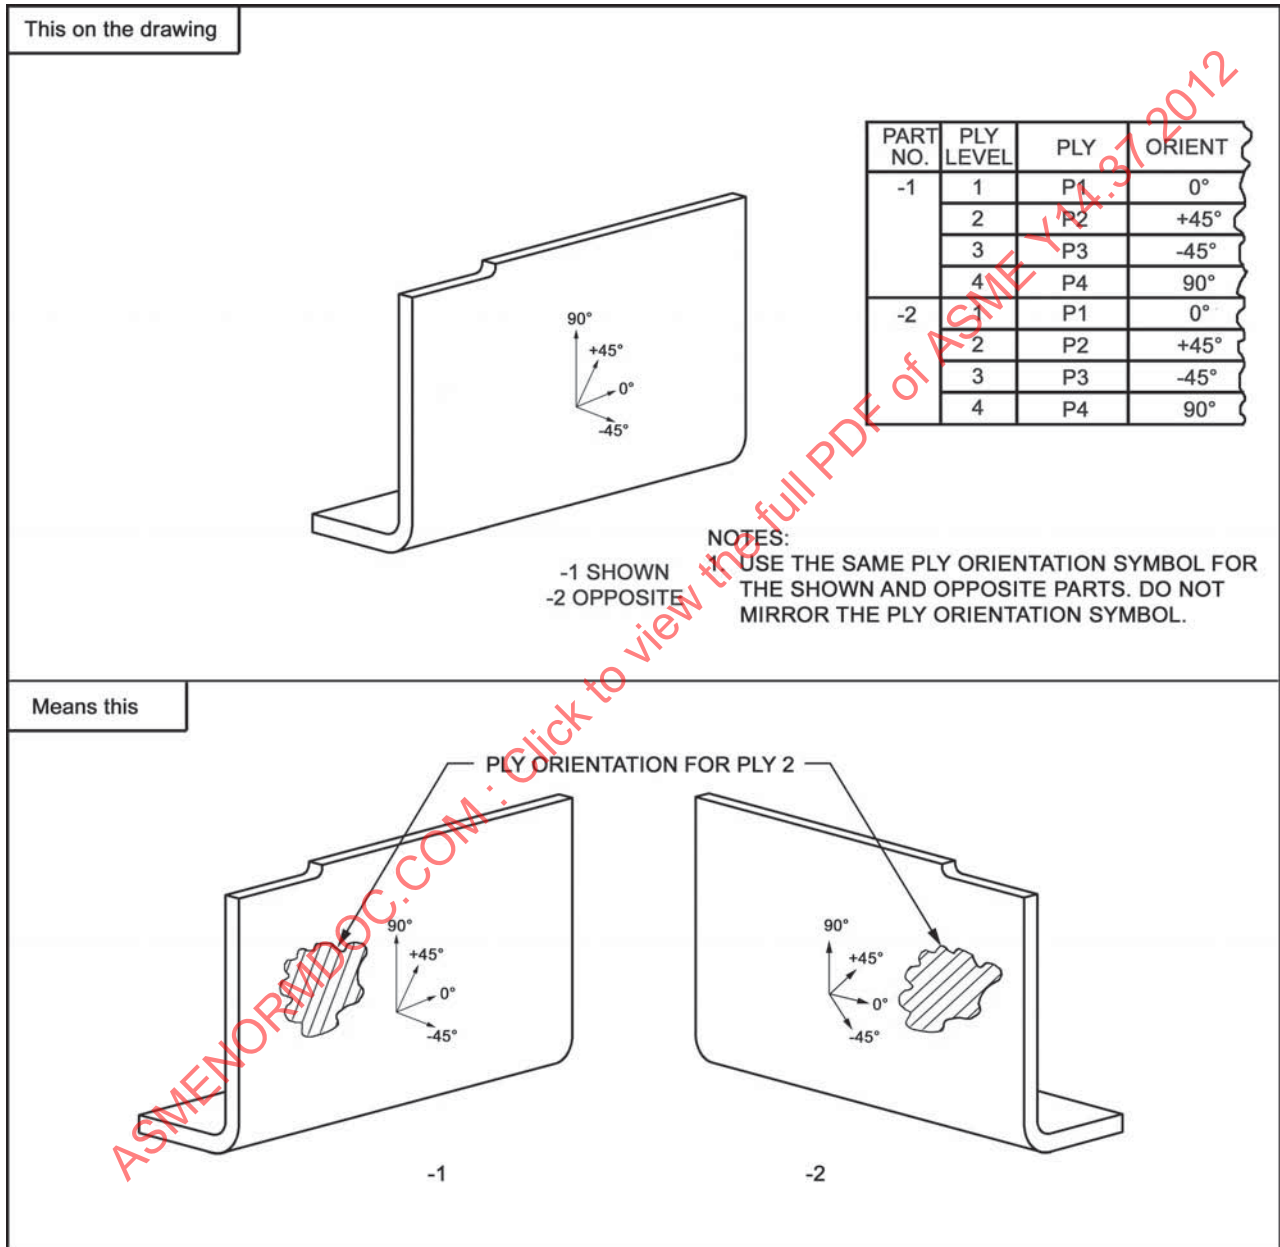 This on the drawing
PART NO. PLY LEVEL PLY ORIENT
-1 1 P1 0°
2 P2 +45°
3 P3 -45°
4 P4 90°
-2 1 P1 0°
2 P2 +45°
3 P3 -45°
4 P4 90°
90°
+45°
0°
-45°
-1 SHOWN
-2 OPPOSITE
NOTES:
1. USE THE SAME PLY ORIENTATION SYMBOL FOR
THE SHOWN AND OPPOSITE PARTS. DO NOT
MIRROR THE PLY ORIENTATION SYMBOL.
Means this
PLY ORIENTATION FOR PLY 2
90°
+45°
0°
-45°
90°
+45°
0°
-45°
-1
-2
ASMENORMDOC.COM : Click to view the full PDF of ASME Y14.37 2012